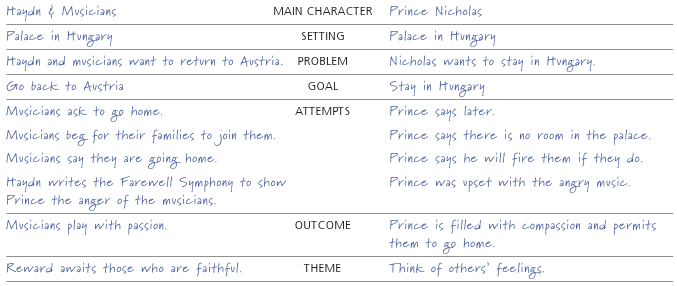 Haydn & Musicians MAIN CHARACTER Prince Nicholas
Palace in Hungary SETTING Palace in Hungary
Haydn and musicians want to return to Austria. PROBLEM Nicholas wants to stay in Hungary.
Go back to Austria GOAL Stay in Hungary
Musicians ask to go home. ATTEMPTS Prince says later.
Musicians beg for their families to join them. Prince says there is no room in the palace.
Musicians say they are going home. Prince says he will fire them if they do.
Haydn writes the Farewell Symphony to show Prince was upset with the angry music.
Prince the anger of the musicians.
Musicians play with passion. OUTCOME Prince is filled with compassion and permits
them to go home.
Reward awaits those who are faithful. THEME Think of others' feelings.